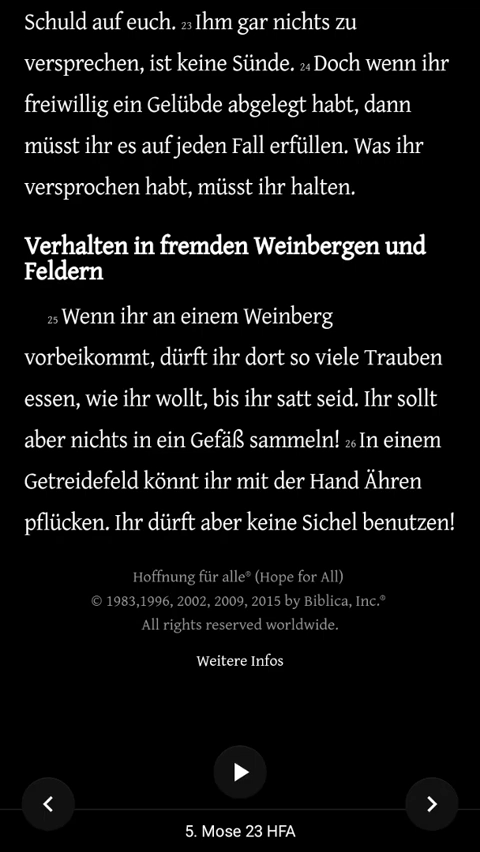 Schuld auf euch. 23 Ihm gar nichts zu
versprechen, ist keine Sünde. 24 Doch wenn ihr
freiwillig ein Gelübde abgelegt habt, dann
müsst ihr es auf jeden Fall erfüllen. Was ihr
versprochen habt, müsst ihr halten.
Verhalten in fremden Weinbergen und
Feldern
25 Wenn ihr an einem Weinberg
vorbeikommt, dürft ihr dort so viele Trauben
essen, wie ihr wollt, bis ihr satt seid. Ihr sollt
aber nichts in ein Gefäß sammeln! 26 In einem
Getreidefeld könnt ihr mit der Hand Ähren
pflücken. Ihr dürft aber keine Sichel benutzen!
Hoffnung für alle® (Hope for All)
© 1983,1996, 2002, 2009, 2015 by Biblica, Inc.®
All rights reserved worldwide.
Weitere Infos
5. Mose 23 HFA